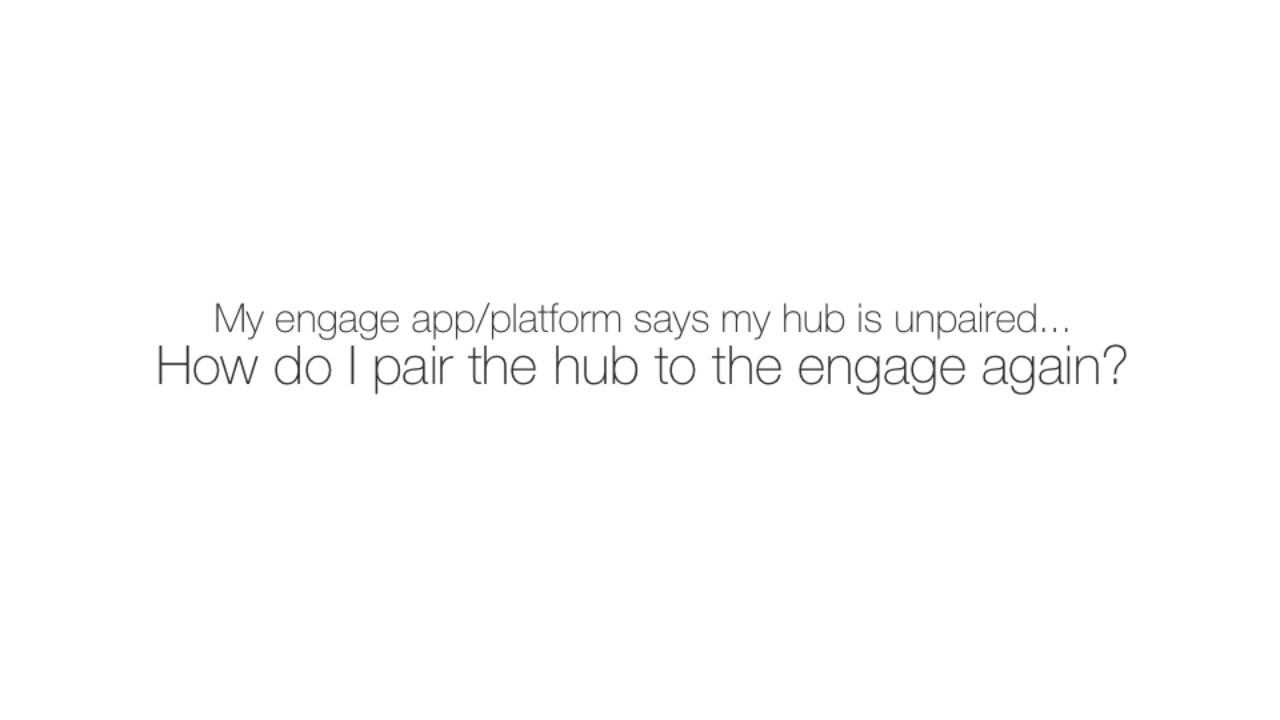 My engage app/platform says my hub is unpaired...
How do I pair the hub to the engage again?